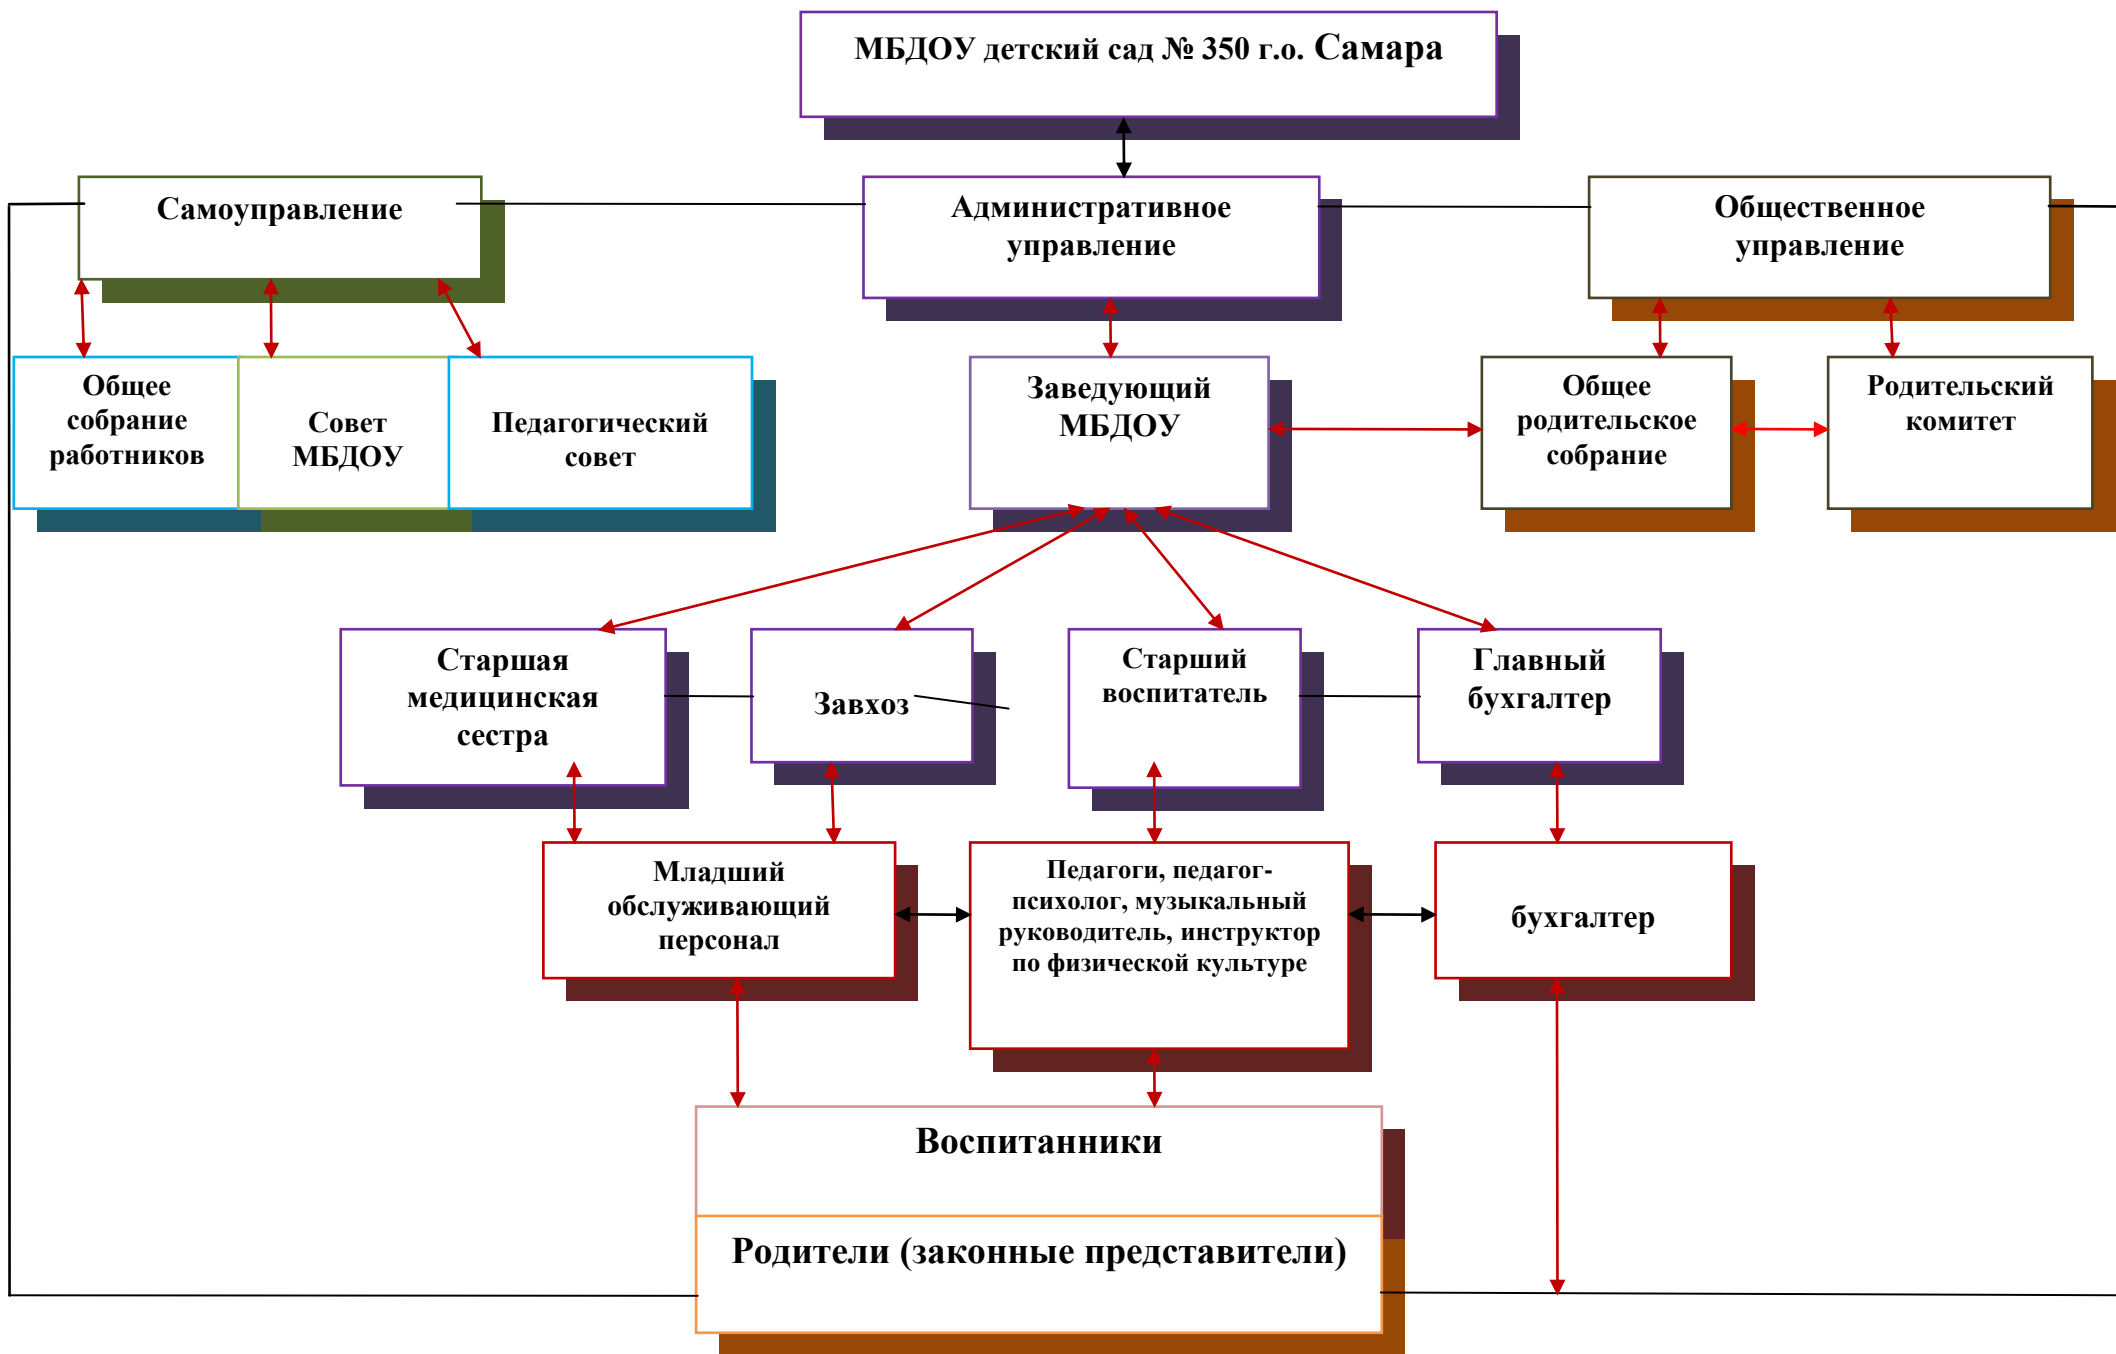 МБДОУ детский сад № 350 г.о. Самара
Самоуправление
Административное
управление
Общественное
управление
Общее
собрание
работников
Совет
МБДОУ
Педагогический
совет
Заведующий
МБДОУ
Общее
родительское
собрание
Родительский
комитет
Старшая
медицинская
сестра
Завхоз
Старший
воспитатель
Главный
бухгалтер
Младший
обслуживающий
персонал
Педагоги, педагог-
психолог, музыкальный
руководитель, инструктор
по физической культуре
бухгалтер
Воспитанники
Родители (законные представители)